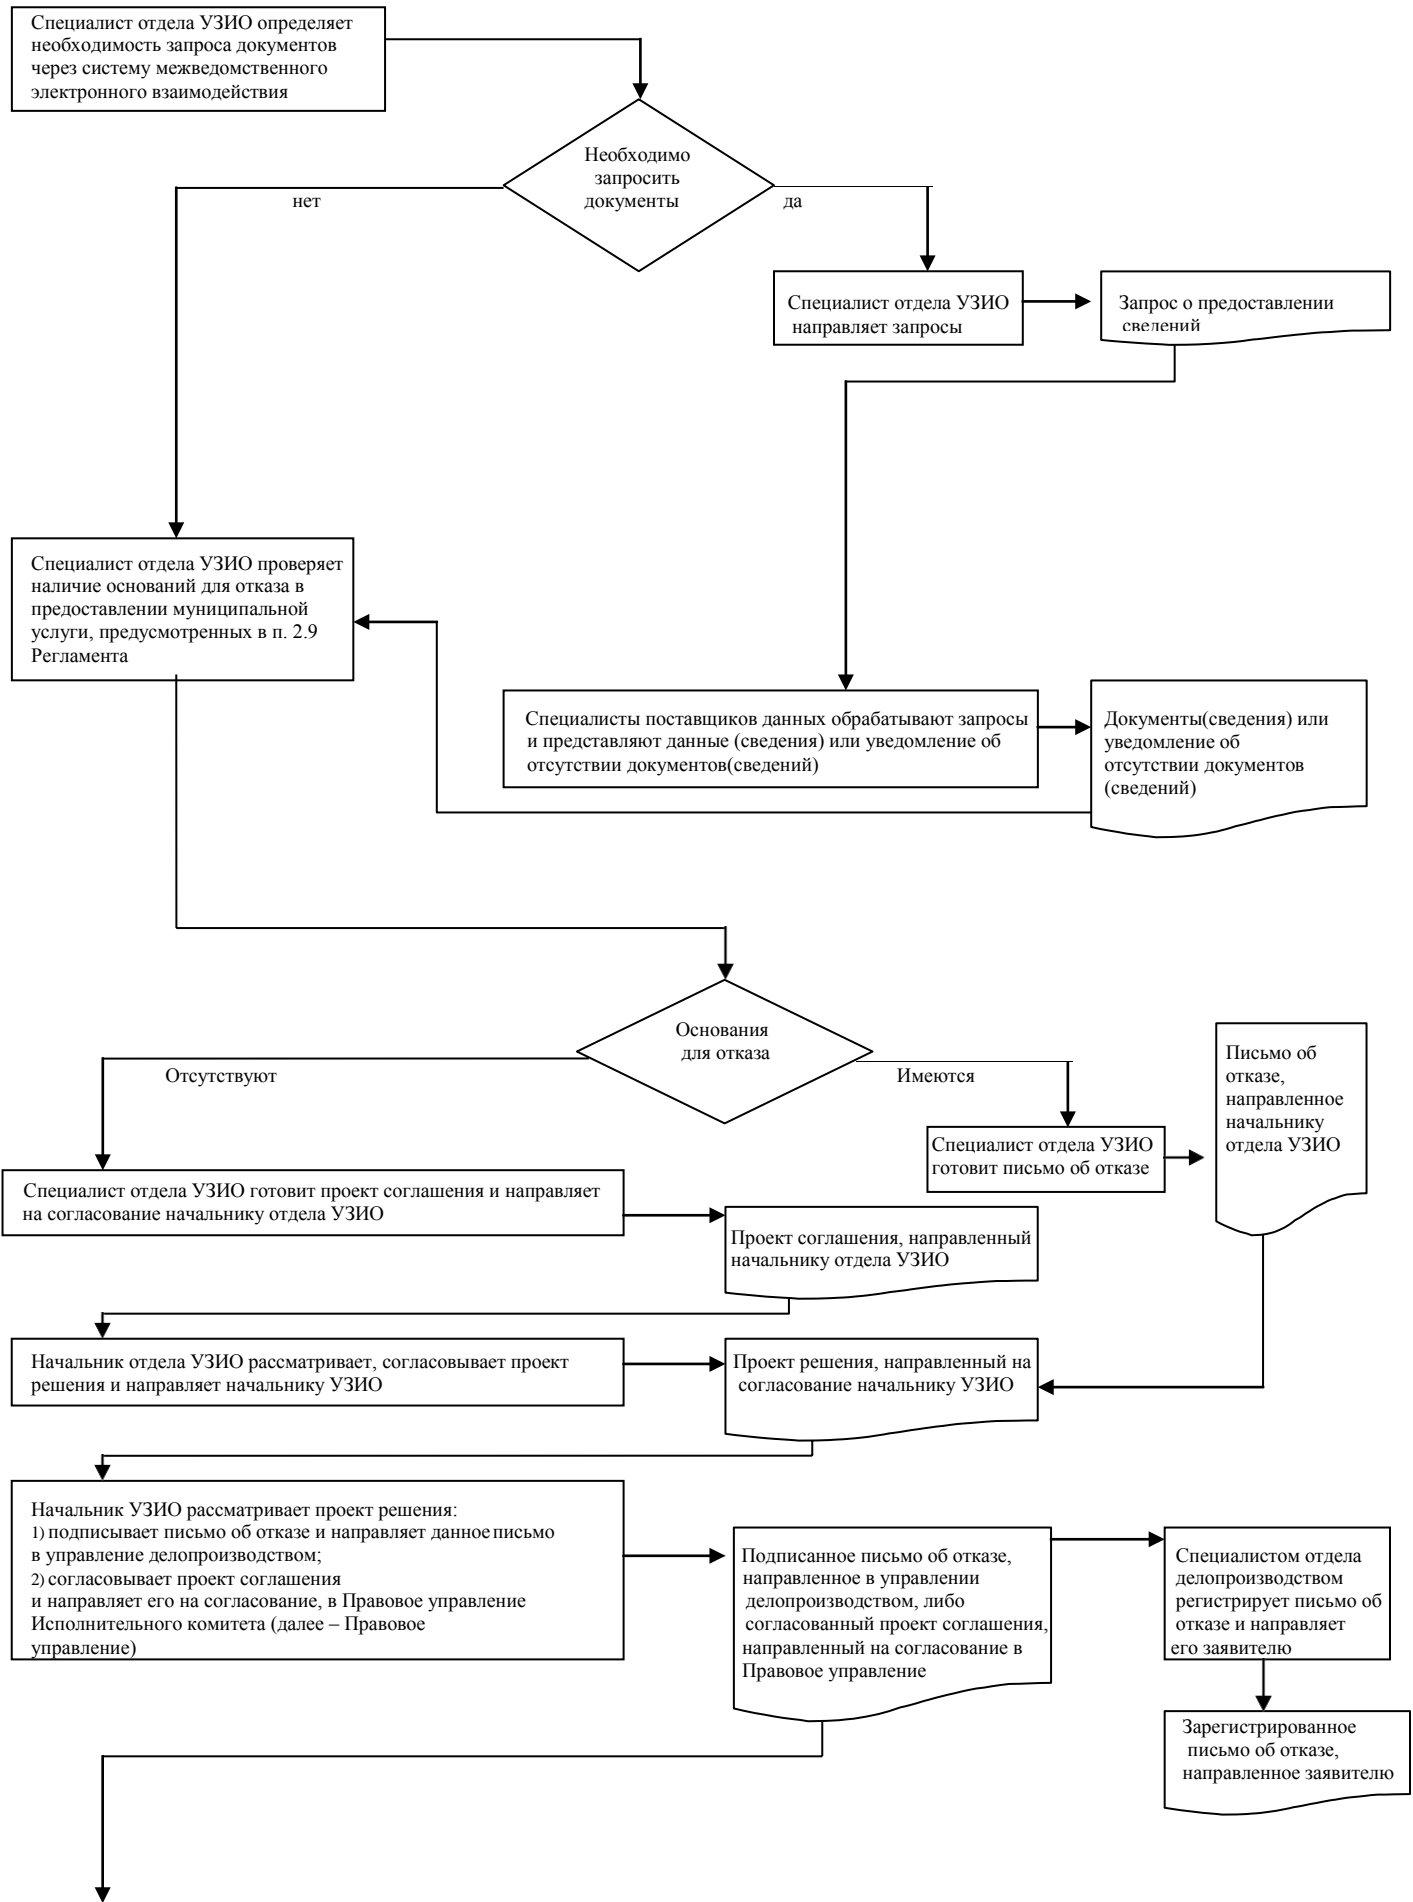 Специалист отдела УЗИО определяет
необходимость запроса документов
через систему межведомственного
электронного взаимодействия
Необходимо
запросить
документы
нет
да
Специалист отдела УЗИО
направляет запросы
Запрос о предоставлении
сведений
Специалист отдела УЗИО проверяет
наличие оснований для отказа в
предоставлении муниципальной
услуги, предусмотренных в п. 2.9
Регламента
Специалисты поставщиков данных обрабатывают запросы
и представляют данные (сведения) или уведомление об
отсутствии документов(сведений)
Документы(сведения) или
уведомление об
отсутствии документов
(сведений)
Основания
для отказа
Отсутствуют
Имеются
Письмо об
отказе,
направленное
начальнику
отдела УЗИО
Специалист отдела УЗИО
готовит письмо об отказе
Специалист отдела УЗИО готовит проект соглашения и направляет
на согласование начальнику отдела УЗИО
Проект соглашения, направленный
начальнику отдела УЗИО
Начальник отдела УЗИО рассматривает, согласовывает проект
решения и направляет начальнику УЗИО
Проект решения, направленный на
согласование начальнику УЗИО
Начальник УЗИО рассматривает проект решения:
1) подписывает письмо об отказе и направляет данное письмо
в управление делопроизводством;
2) согласовывает проект соглашения
и направляет его на согласование, в Правовое управление
Исполнительного комитета (далее – Правовое
управление)
Подписанное письмо об отказе,
направленное в управлении
делопроизводством, либо
согласованный проект соглашения,
направленный на согласование в
Правовое управление
Специалистом отдела
делопроизводством
регистрирует письмо об
отказе и направляет
его заявителю
Зарегистрированное
письмо об отказе,
направленное заявителю